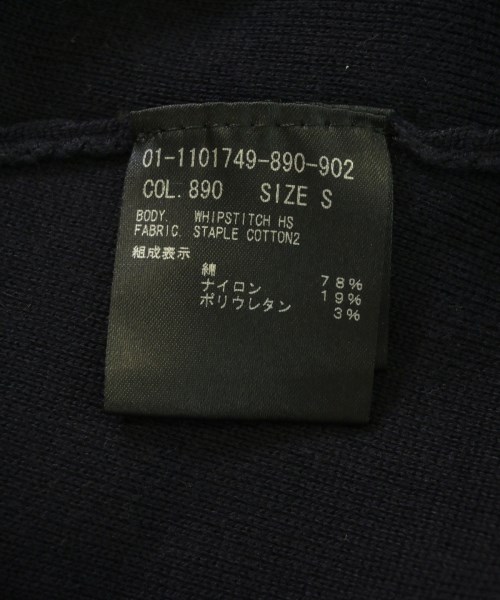 01-1101749-890-902
COL. 890 SIZE S
BODY. WHIPSTITCH HS
FABRIC. STAPLE COTTON2
組成表示
綿 78%
ナイロン 19%
ポリウレタン 3%